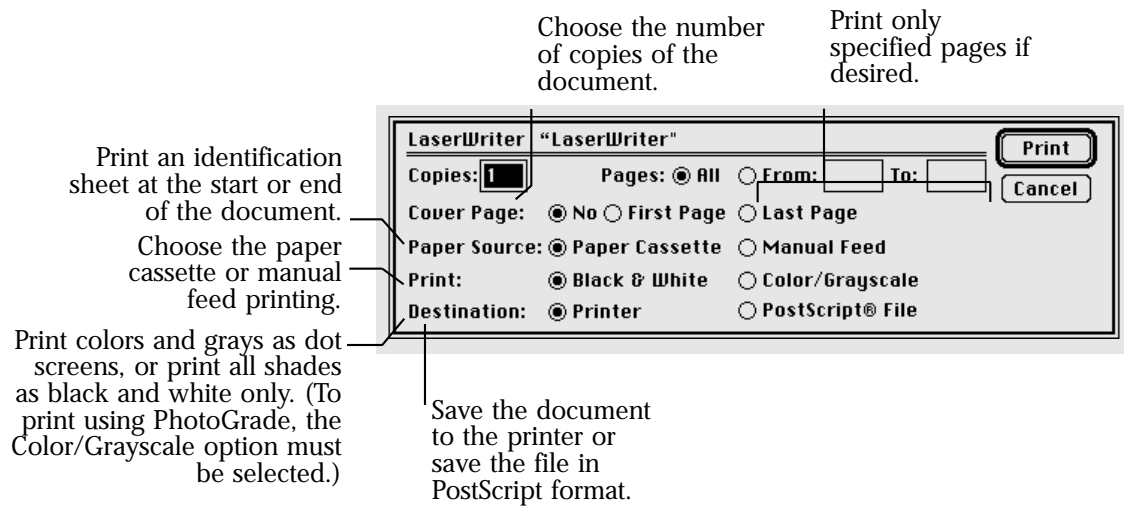 Choose the number
of copies of the
document.
Print only
specified pages if
desired.
LaserWriter "LaserWriter"
Print
Copies: 1 Pages: All From: To:
Cancel
Cover Page: No First Page Last Page
Paper Source: Paper Cassette Manual Feed
Print: Black & White Color/Grayscale
Destination: Printer PostScript® File
Print an identification
sheet at the start or end
of the document.
Choose the paper
cassette or manual
feed printing.
Print colors and grays as dot
screens, or print all shades
as black and white only. (To
print using PhotoGrade, the
Color/Grayscale option must
be selected.)
Save the document
to the printer or
save the file in
PostScript format.